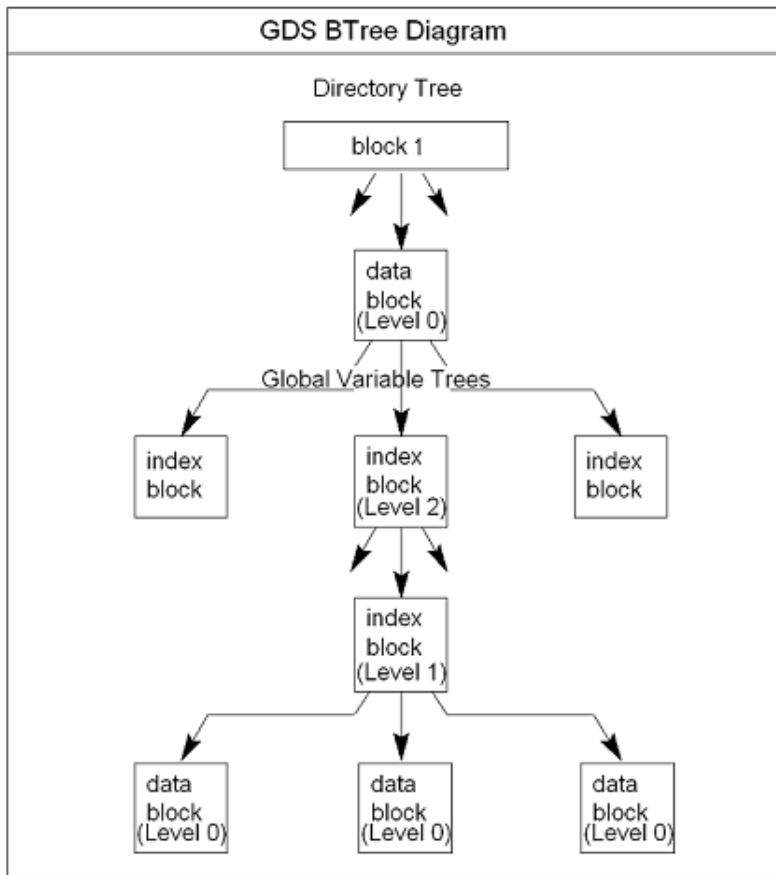 GDS BTree Diagram
Directory Tree
block 1
data
block
(Level 0)
Global Variable Trees
index
block
index
block
(Level 2)
index
block
index
block
(Level 1)
data
block
(Level 0)
data
block
(Level 0)
data
block
(Level 0)